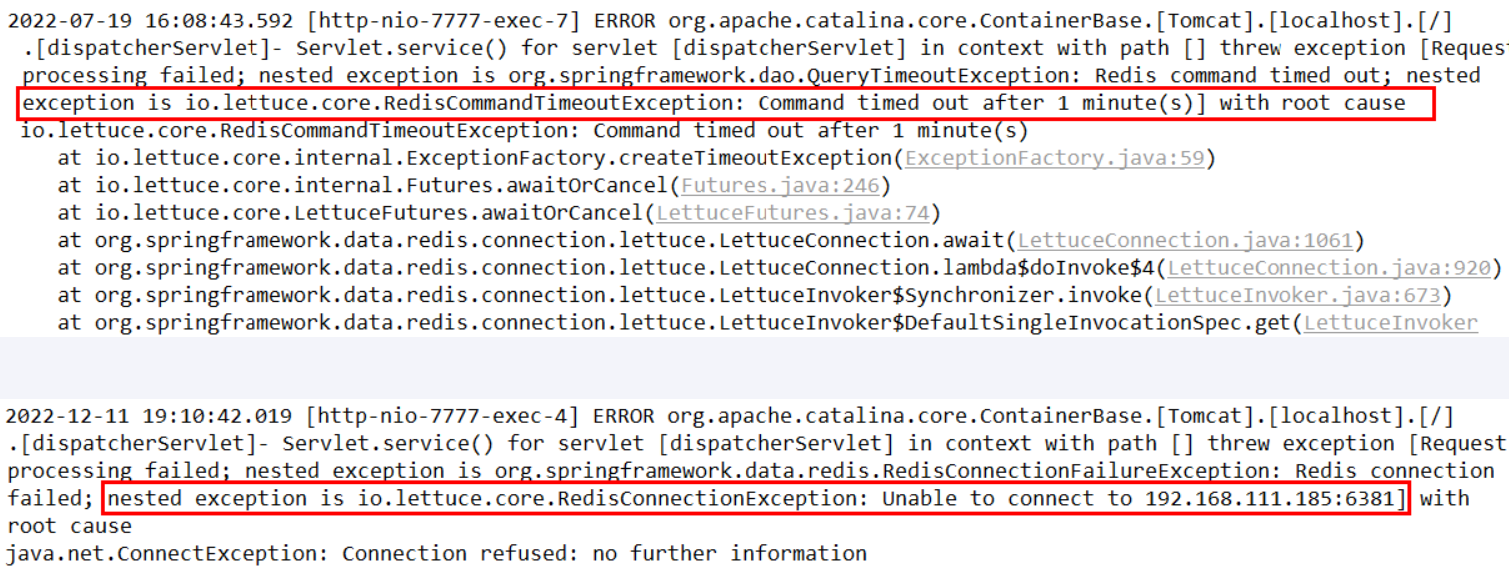 2022-07-19 16:08:43.592 [http-nio-7777-exec-7] ERROR org.apache.catalina.core.ContainerBase.[Tomcat].[localhost].[/]
.[dispatcherServlet]- Servlet.service() for servlet [dispatcherServlet] in context with path [] threw exception [Request
processing failed; nested exception is org.springframework.dao.QueryTimeoutException: Redis command timed out; nested
exception is io.lettuce.core.RedisCommandTimeoutException: Command timed out after 1 minute(s)] with root cause
io.lettuce.core.RedisCommandTimeoutException: Command timed out after 1 minute(s)
at io.lettuce.core.internal.ExceptionFactory.createTimeoutException(ExceptionFactory.java:59)
at io.lettuce.core.internal.Futures.awaitOrCancel(Futures.java:246)
at io.lettuce.core.LettuceFutures.awaitOrCancel(LettuceFutures.java:74)
at org.springframework.data.redis.connection.lettuce.LettuceConnection.await(LettuceConnection.java:1061)
at org.springframework.data.redis.connection.lettuce.LettuceConnection.lambda$doInvoke$4(LettuceConnection.java:920)
at org.springframework.data.redis.connection.lettuce.LettuceInvoker$Synchronizer.invoke(LettuceInvoker.java:673)
at org.springframework.data.redis.connection.lettuce.LettuceInvoker$DefaultSingleInvocationSpec.get(LettuceInvoker
2022-12-11 19:10:42.019 [http-nio-7777-exec-4] ERROR org.apache.catalina.core.ContainerBase.[Tomcat].[localhost].[/]
.[dispatcherServlet]- Servlet.service() for servlet [dispatcherServlet] in context with path [] threw exception [Request
processing failed; nested exception is org.springframework.data.redis.RedisConnectionFailureException: Redis connection
failed; nested exception is io.lettuce.core.RedisConnectionException: Unable to connect to 192.168.111.185:6381] with
root cause
java.net.ConnectException: Connection refused: no further information